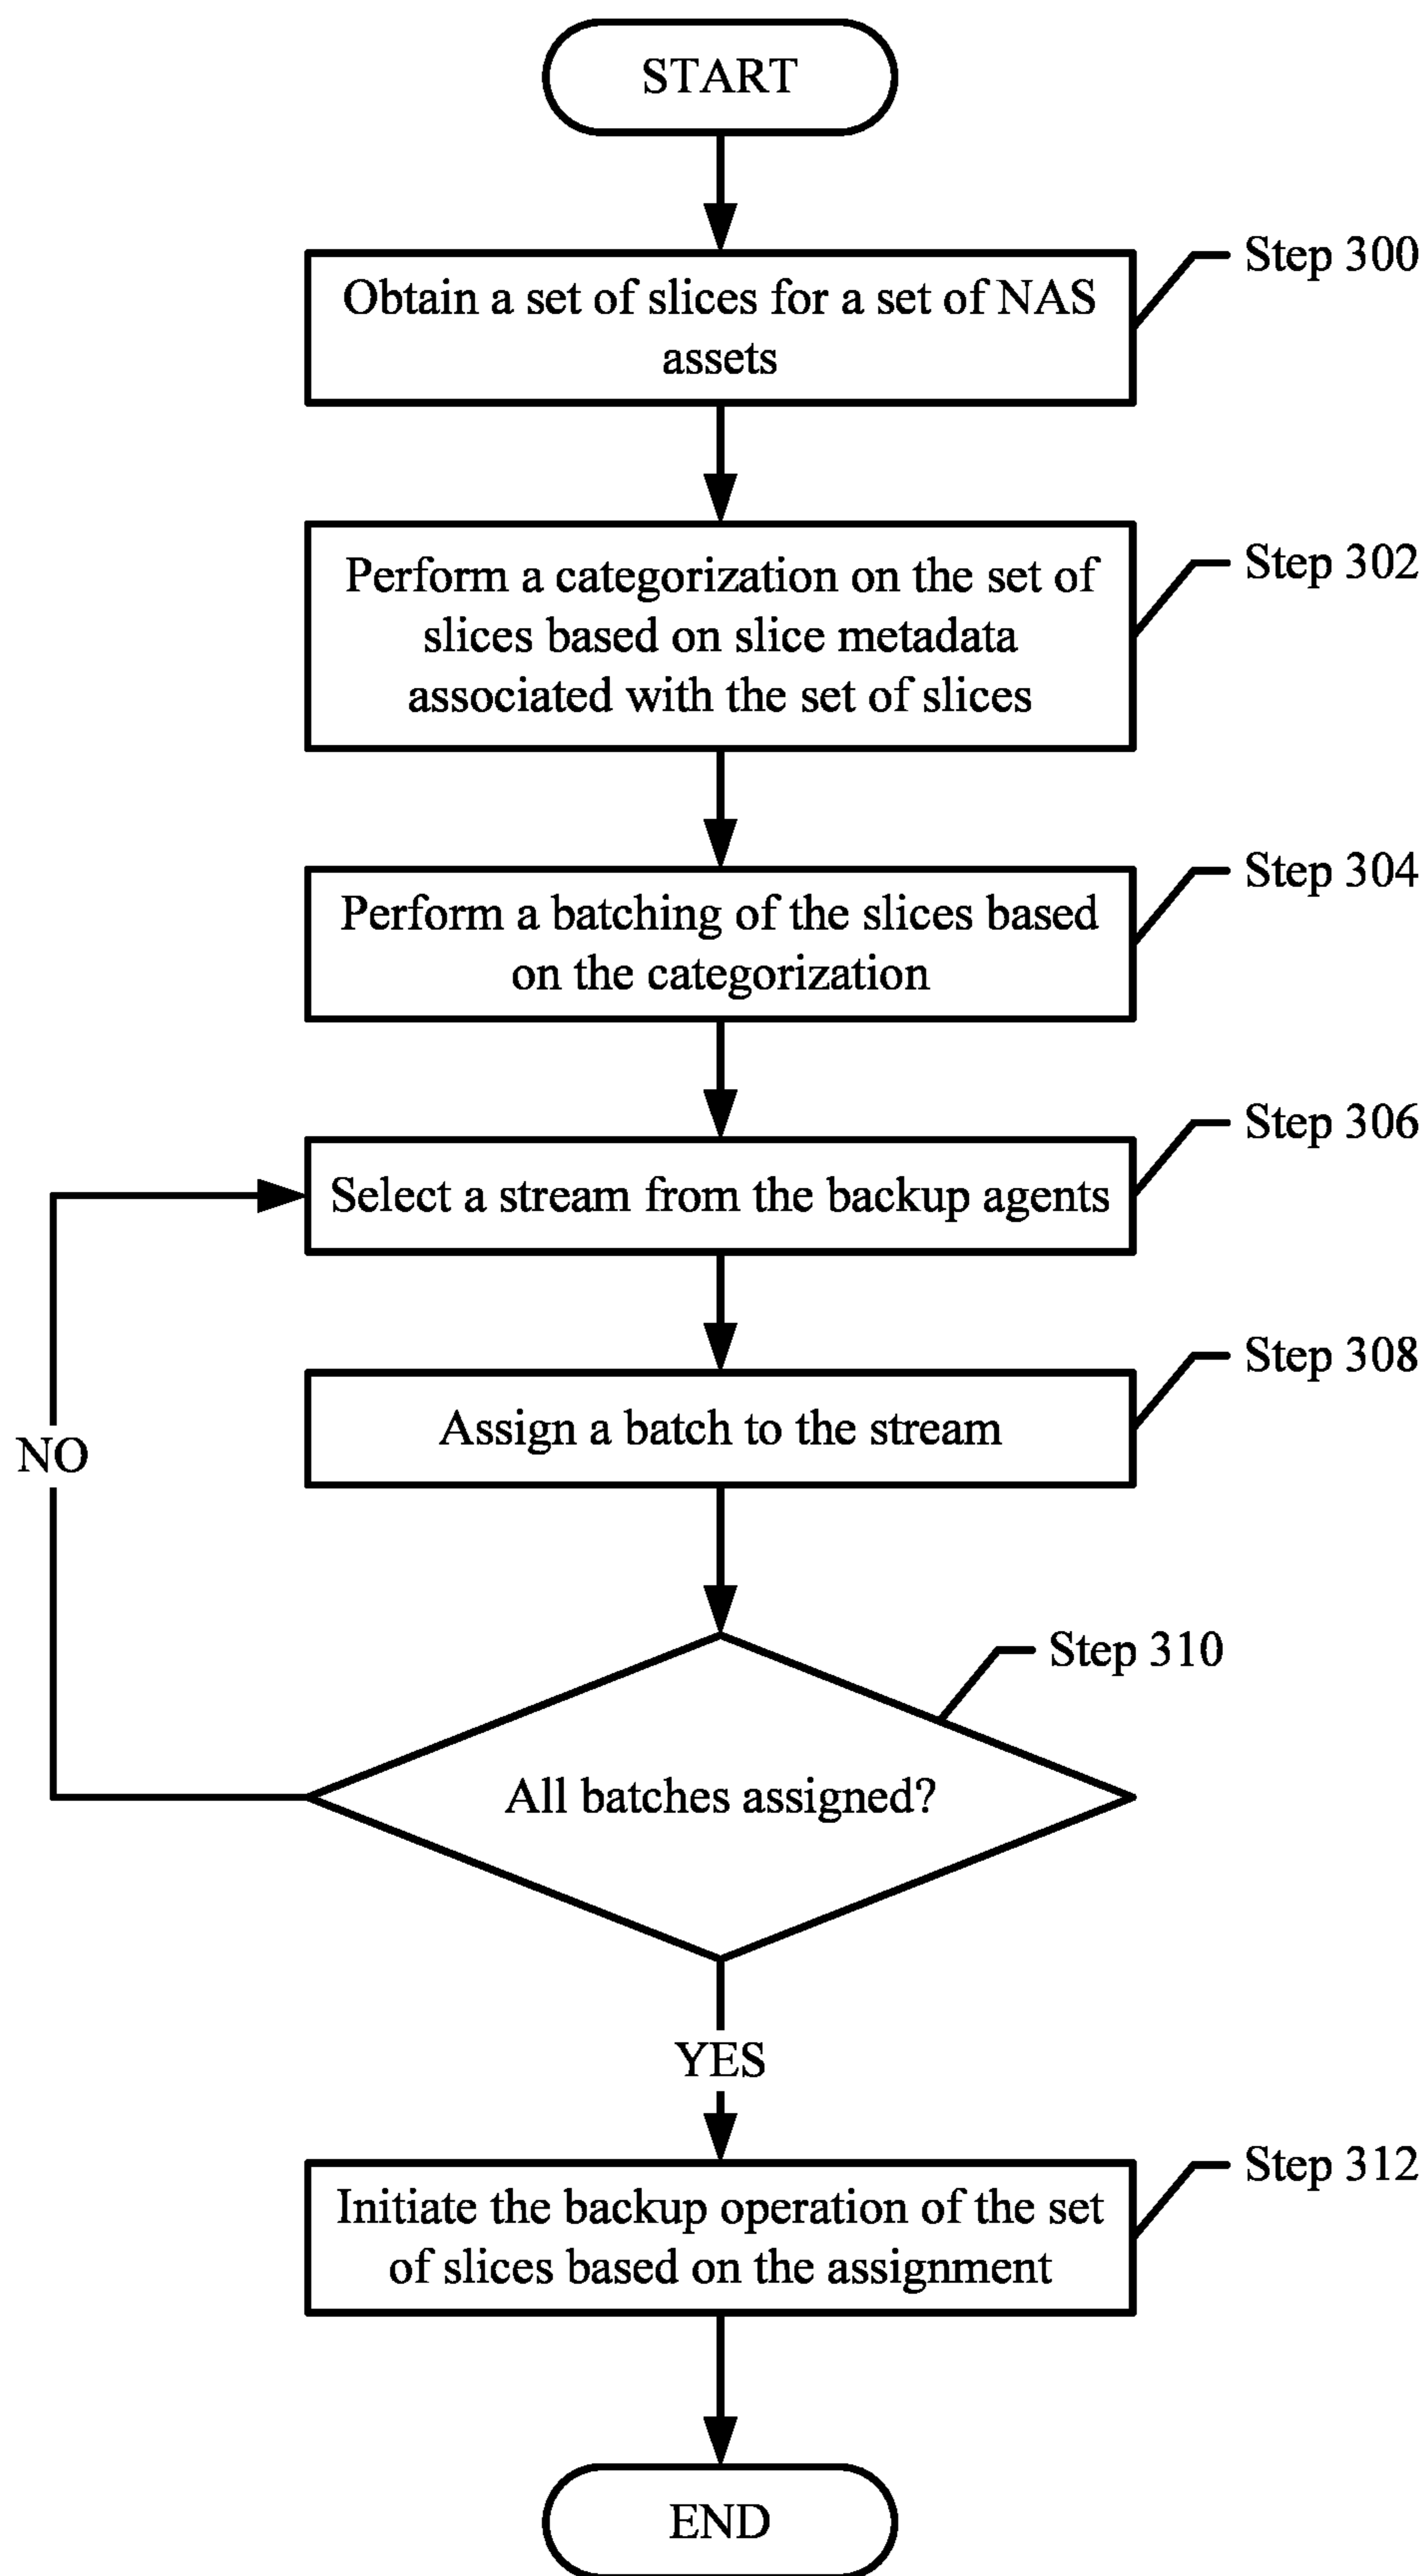 START
Step 300
Obtain a set of slices for a set of NAS
assets
Step 302
Perform a categorization on the set of
slices based on slice metadata
associated with the set of slices
Step 304
Perform a batching of the slices based
on the categorization
Step 306
Select a stream from the backup agents
Step 308
Assign a batch to the stream
NO
Step 310
All batches assigned?
YES
Step 312
Initiate the backup operation of the set
of slices based on the assignment
END